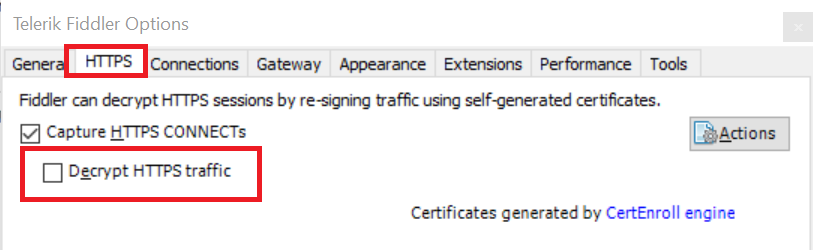 Telerik Fiddler Options
General HTTPS Connections Gateway Appearance Extensions Performance Tools
Fiddler can decrypt HTTPS sessions by re-signing traffic using self-generated certificates.
Capture HTTPS CONNECTs
Actions
Decrypt HTTPS traffic
Certificates generated by CertEnroll engine